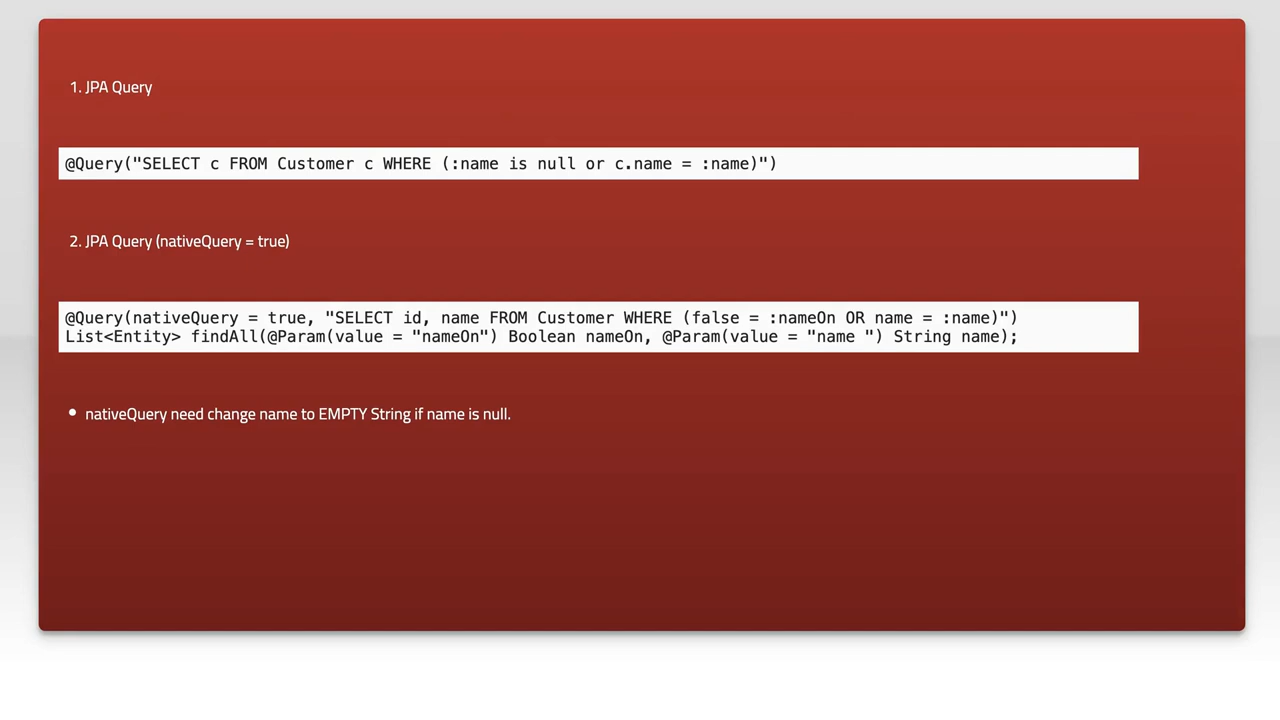 1. JPA Query
@Query("SELECT c FROM Customer c WHERE (:name is null or c.name = :name)")
2. JPA Query (nativeQuery = true)
@Query(nativeQuery = true, "SELECT id, name FROM Customer WHERE (false = :nameOn OR name = :name)")
List<Entity> findAll(@Param(value = "nameOn") Boolean nameOn, @Param(value = "name ") String name);
• nativeQuery need change name to EMPTY String if name is null.